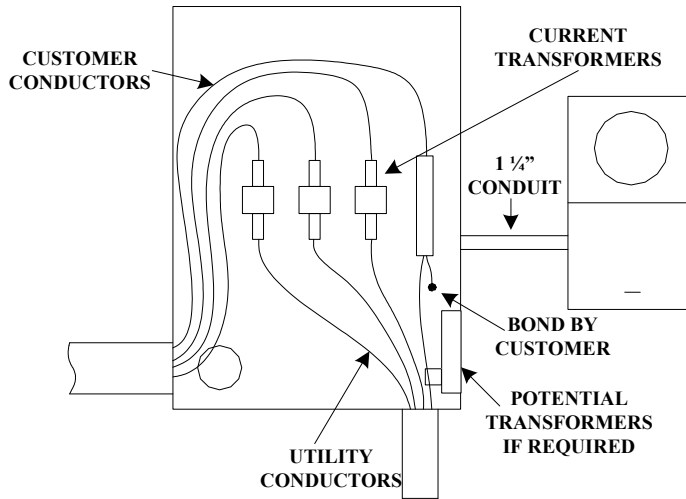 CUSTOMER
CONDUCTORS
CURRENT
TRANSFORMERS
1 ¼”
CONDUIT
BOND BY
CUSTOMER
POTENTIAL
TRANSFORMERS
IF REQUIRED
UTILITY
CONDUCTORS